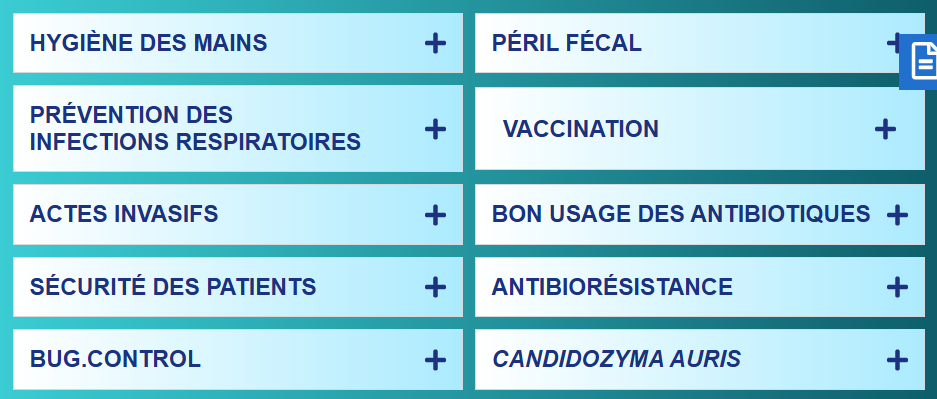 HYGIÈNE DES MAINS
PÉRIL FÉCAL
PRÉVENTION DES
INFECTIONS RESPIRATOIRES
VACCINATION
ACTES INVASIFS
BON USAGE DES ANTIBIOTIQUES
SÉCURITÉ DES PATIENTS
ANTIBIORÉSISTANCE
BUG.CONTROL
CANDIDOZYMA AURIS